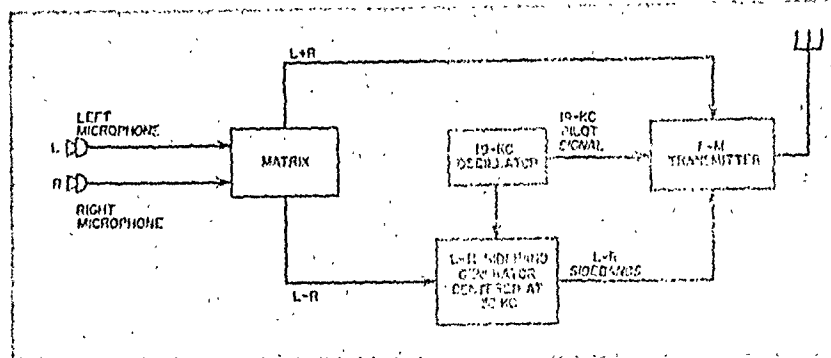 L+R
LEFT
MICROPHONE
L
MATRIX
R
RIGHT
MICROPHONE
L-R
19-KC
OSCILLATOR
19-KC
PILOT
SIGNAL
F-M
TRANSMITTER
L-R SIDEBAND
GENERATOR
CENTERED AT
KC
L-R
SIDEBANDS